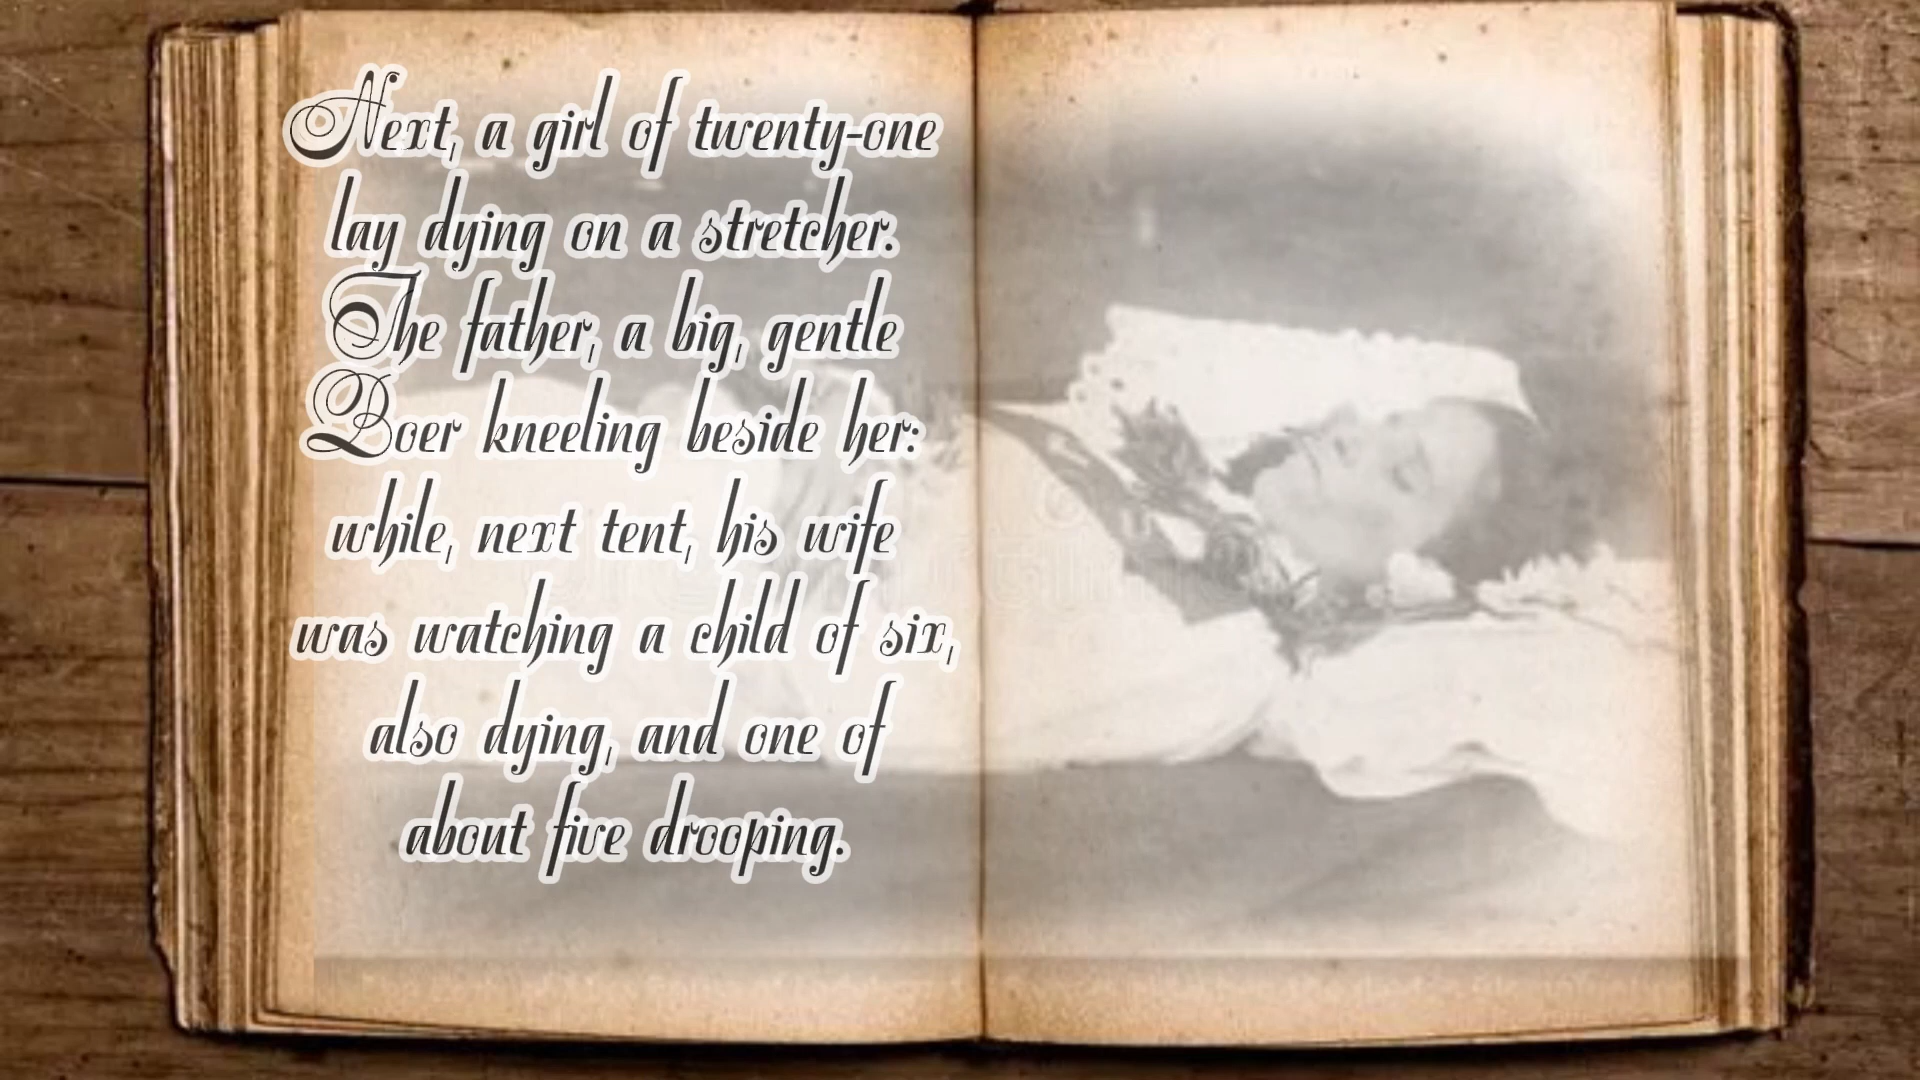 Next, a girl of twenty-one
lay dying on a stretcher.
The father, a big, gentle
Boer kneeling beside her:
while, next tent, his wife
was watching a child of six,
also dying, and one of
about five drooping.